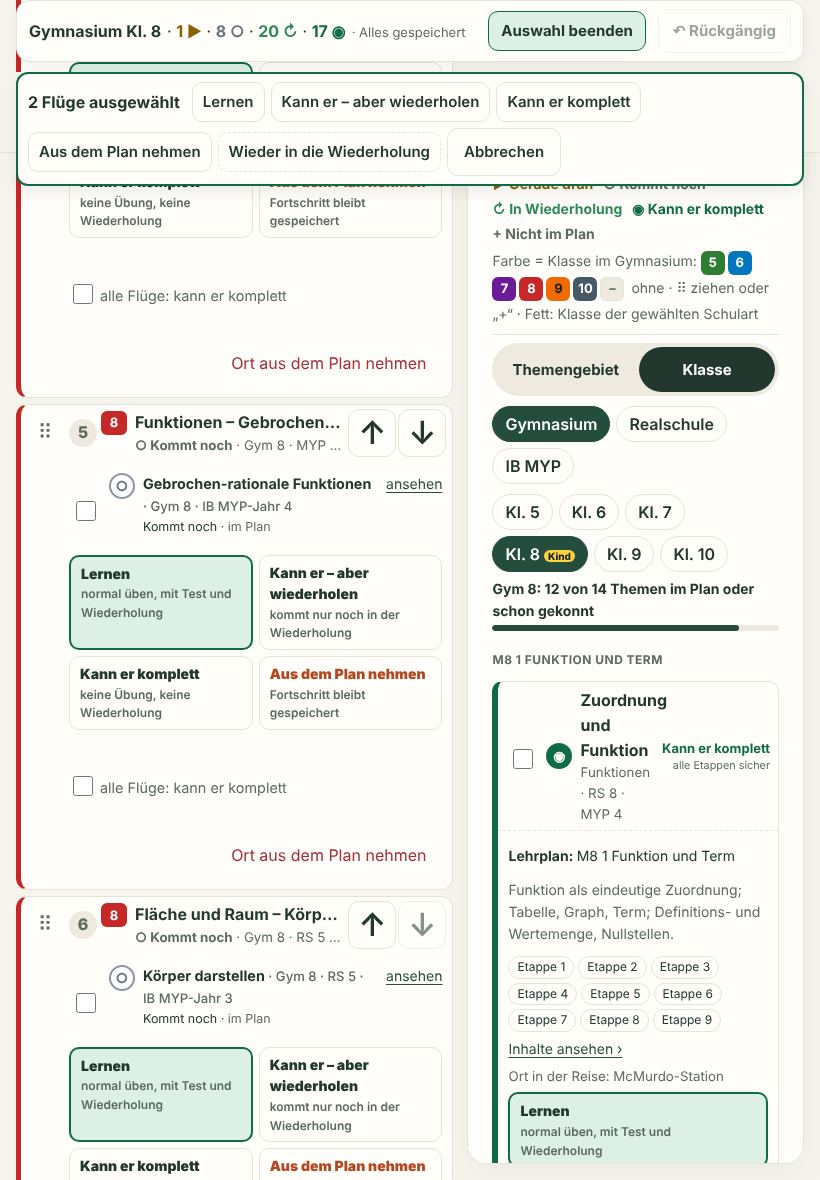 Gymnasium Kl. 8 · 1 ▶ · 8 O · 20 ↻ · 17 ◉ · Alles gespeichert
Auswahl beenden
↶ Rückgängig
2 Flüge ausgewählt
Lernen
Kann er – aber wiederholen
Kann er komplett
Aus dem Plan nehmen
Wieder in die Wiederholung
Abbrechen
keine Übung, keine
Wiederholung
Fortschritt bleibt
gespeichert
alle Flüge: kann er komplett
Ort aus dem Plan nehmen
⠿ 5 8 Funktionen – Gebrochen… ↑ ↓
O Kommt noch · Gym 8 · MYP …
Gebrochen-rationale Funktionen
· Gym 8 · IB MYP-Jahr 4
Kommt noch · im Plan
ansehen
Lernen
normal üben, mit Test und
Wiederholung
Kann er – aber
wiederholen
kommt nur noch in der
Wiederholung
Kann er komplett
keine Übung, keine
Wiederholung
Aus dem Plan nehmen
Fortschritt bleibt
gespeichert
alle Flüge: kann er komplett
Ort aus dem Plan nehmen
⠿ 6 8 Fläche und Raum – Körp… ↑ ↓
O Kommt noch · Gym 8 · RS 5 …
Körper darstellen · Gym 8 · RS 5 ·
IB MYP-Jahr 3
Kommt noch · im Plan
ansehen
Lernen
normal üben, mit Test und
Wiederholung
Kann er – aber
wiederholen
kommt nur noch in der
Wiederholung
Kann er komplett
Aus dem Plan nehmen
↻ In Wiederholung ◉ Kann er komplett
+ Nicht im Plan
Farbe = Klasse im Gymnasium: 5 6
7 8 9 10 – ohne · ⠿ ziehen oder
„+“ · Fett: Klasse der gewählten Schulart
Themengebiet
Klasse
Gymnasium
Realschule
IB MYP
Kl. 5
Kl. 6
Kl. 7
Kl. 8 Kind
Kl. 9
Kl. 10
Gym 8: 12 von 14 Themen im Plan oder
schon gekonnt
M8 1 FUNKTION UND TERM
Zuordnung
und
Funktion
Funktionen
· RS 8 ·
MYP 4
Kann er komplett
alle Etappen sicher
Lehrplan: M8 1 Funktion und Term
Funktion als eindeutige Zuordnung;
Tabelle, Graph, Term; Definitions- und
Wertemenge, Nullstellen.
Etappe 1 Etappe 2 Etappe 3
Etappe 4 Etappe 5 Etappe 6
Etappe 7 Etappe 8 Etappe 9
Inhalte ansehen ›
Ort in der Reise: McMurdo-Station
Lernen
normal üben, mit Test und
Wiederholung